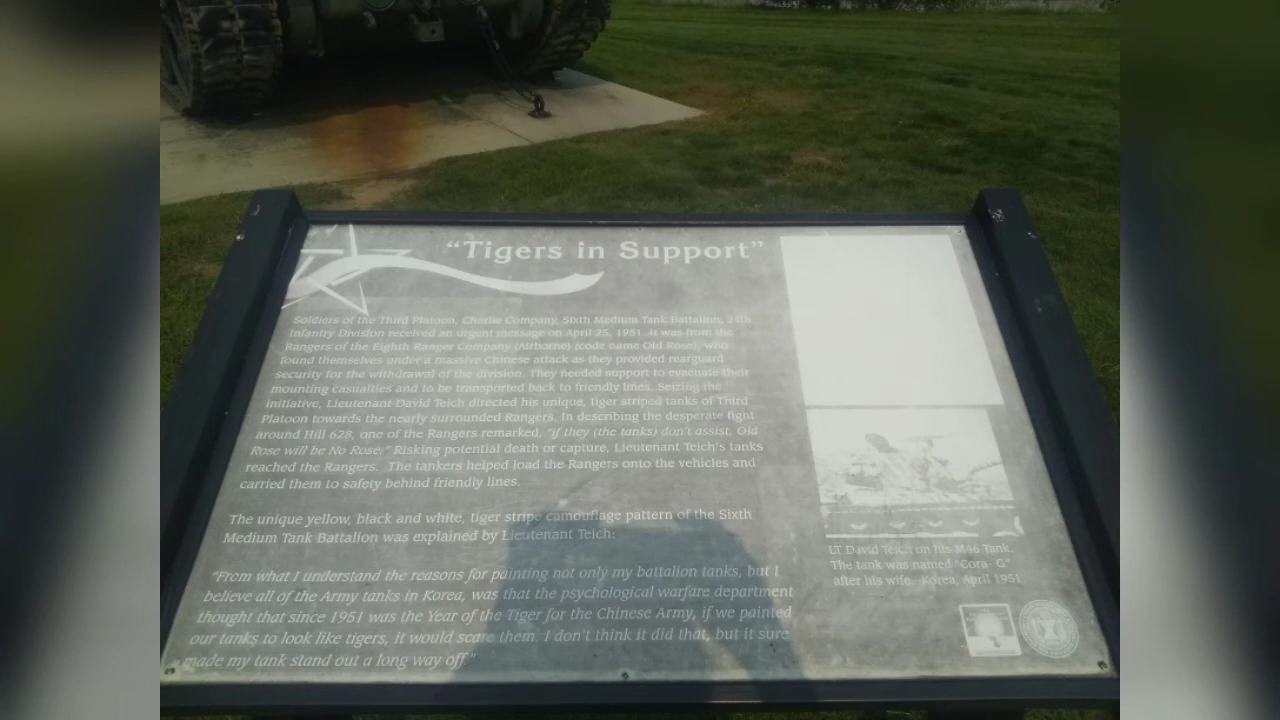 “Tigers in Support”
Soldiers of the Third Platoon, Charlie Company, Sixth Medium Tank Battalion, 24th
Infantry Division received an urgent message on April 25, 1951. It was from the
Rangers of the Eighth Ranger Company (Airborne) (code name Old Rose), who
found themselves under a massive Chinese attack as they provided rearguard
security for the withdrawal of the division. They needed support to evacuate their
mounting casualties and to be transported back to friendly lines. Seizing the
initiative, Lieutenant David Teich directed his unique, tiger striped tanks of Third
Platoon towards the nearly surrounded Rangers. In describing the desperate fight
around Hill 628, one of the Rangers remarked, "if they (the tanks) don't assist, Old
Rose will be No Rose." Risking potential death or capture, Lieutenant Teich's tanks
reached the Rangers. The tankers helped load the Rangers onto the vehicles and
carried them to safety behind friendly lines.
The unique yellow, black and white, tiger stripe camouflage pattern of the Sixth
Medium Tank Battalion was explained by Lieutenant Teich:
"From what I understand the reasons for painting not only my battalion tanks, but I
believe all of the Army tanks in Korea, was that the psychological warfare department
thought that since 1951 was the Year of the Tiger for the Chinese Army, if we painted
our tanks to look like tigers, it would scare them. I don't think it did that, but it sure
made my tank stand out a long way off."
LT David Teich on his M46 Tank.
The tank was named "Cora- G"
after his wife. Korea, April 1951